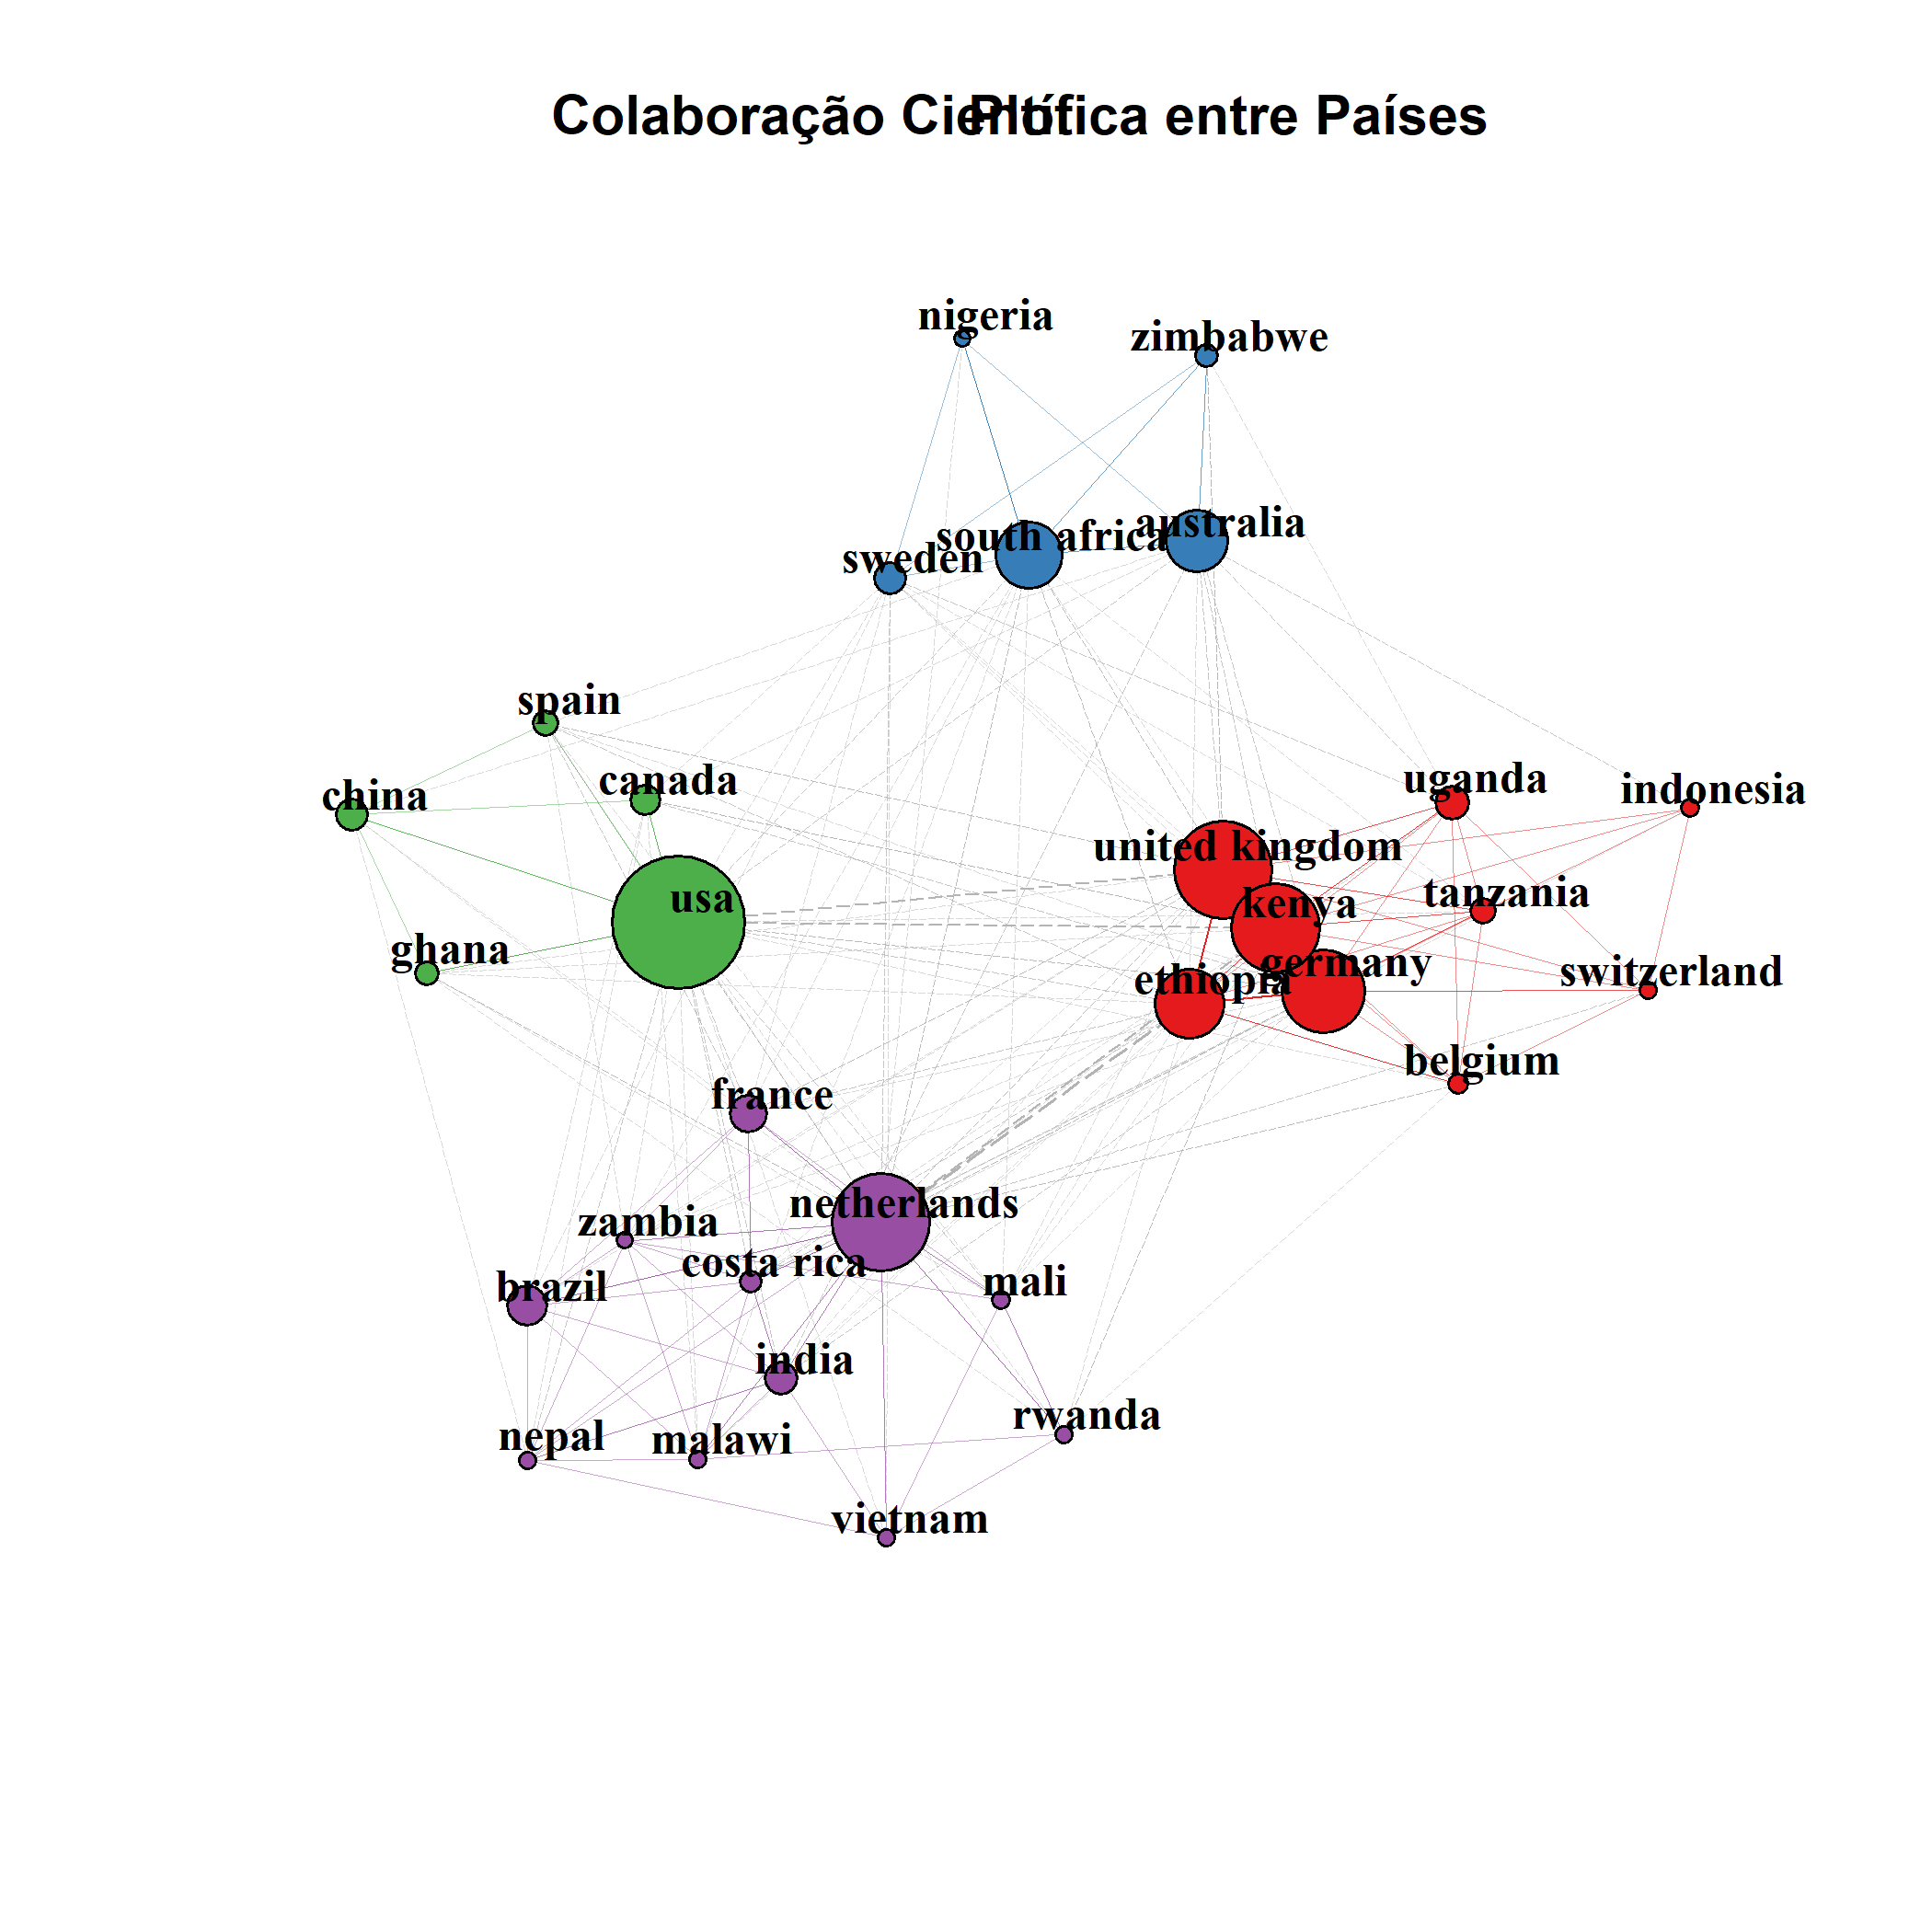 Colaboração Científica entre Países
Plot
nigeria
zimbabwe
australia
south africa
sweden
spain
canada
uganda
indonesia
china
united kingdom
usa
kenya
tanzania
ghana
germany
ethiopia
switzerland
belgium
france
netherlands
zambia
costa rica
brazil
mali
india
rwanda
nepal
malawi
vietnam